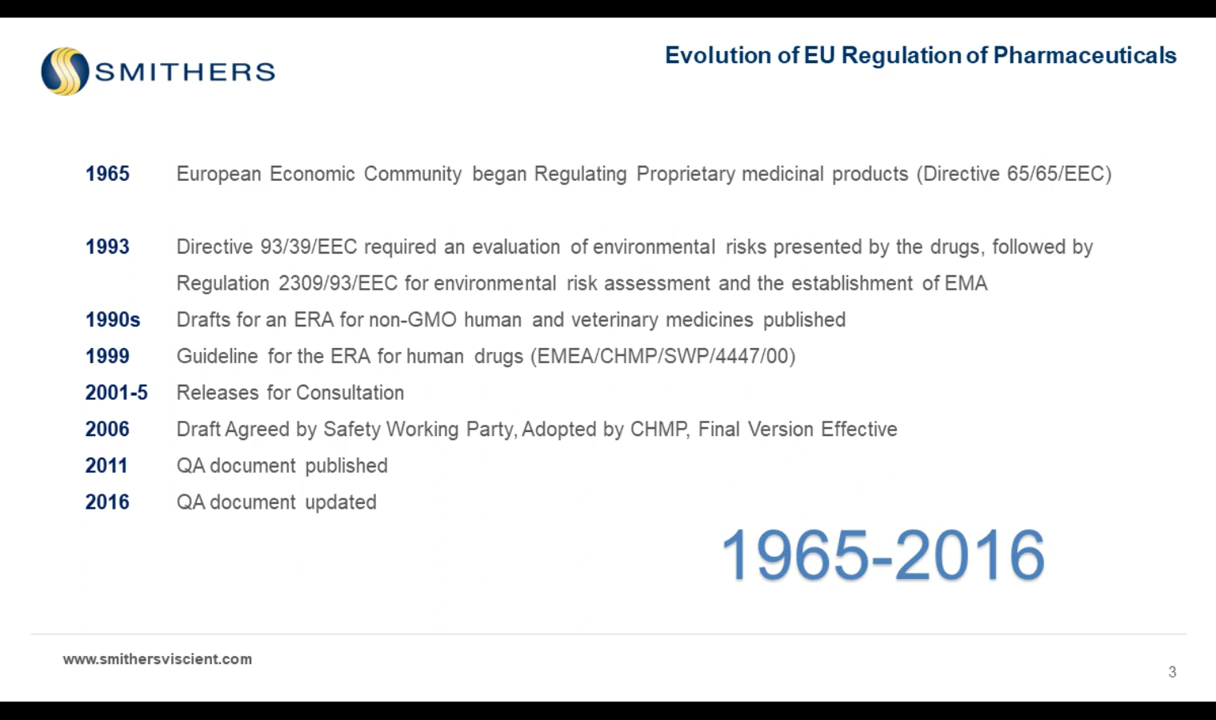 SMITHERS
Evolution of EU Regulation of Pharmaceuticals
1965 European Economic Community began Regulating Proprietary medicinal products (Directive 65/65/EEC)
1993 Directive 93/39/EEC required an evaluation of environmental risks presented by the drugs, followed by
Regulation 2309/93/EEC for environmental risk assessment and the establishment of EMA
1990s Drafts for an ERA for non-GMO human and veterinary medicines published
1999 Guideline for the ERA for human drugs (EMEA/CHMP/SWP/4447/00)
2001-5 Releases for Consultation
2006 Draft Agreed by Safety Working Party, Adopted by CHMP, Final Version Effective
2011 QA document published
2016 QA document updated
1965-2016
www.smithersviscient.com
3